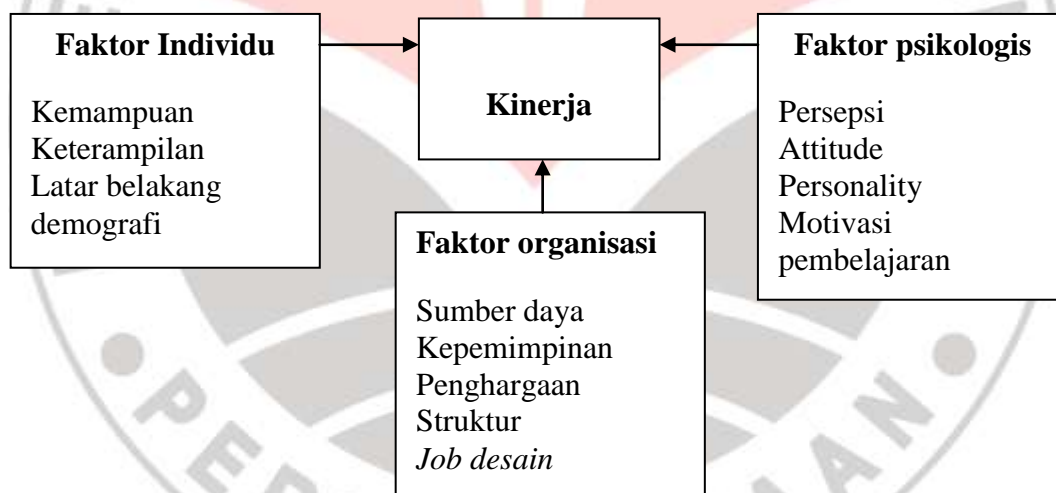 Faktor Individu
Kemampuan
Keterampilan
Latar belakang
demografi
Kinerja
Faktor psikologis
Persepsi
Attitude
Personality
Motivasi
pembelajaran
Faktor organisasi
Sumber daya
Kepemimpinan
Penghargaan
Struktur
Job desain